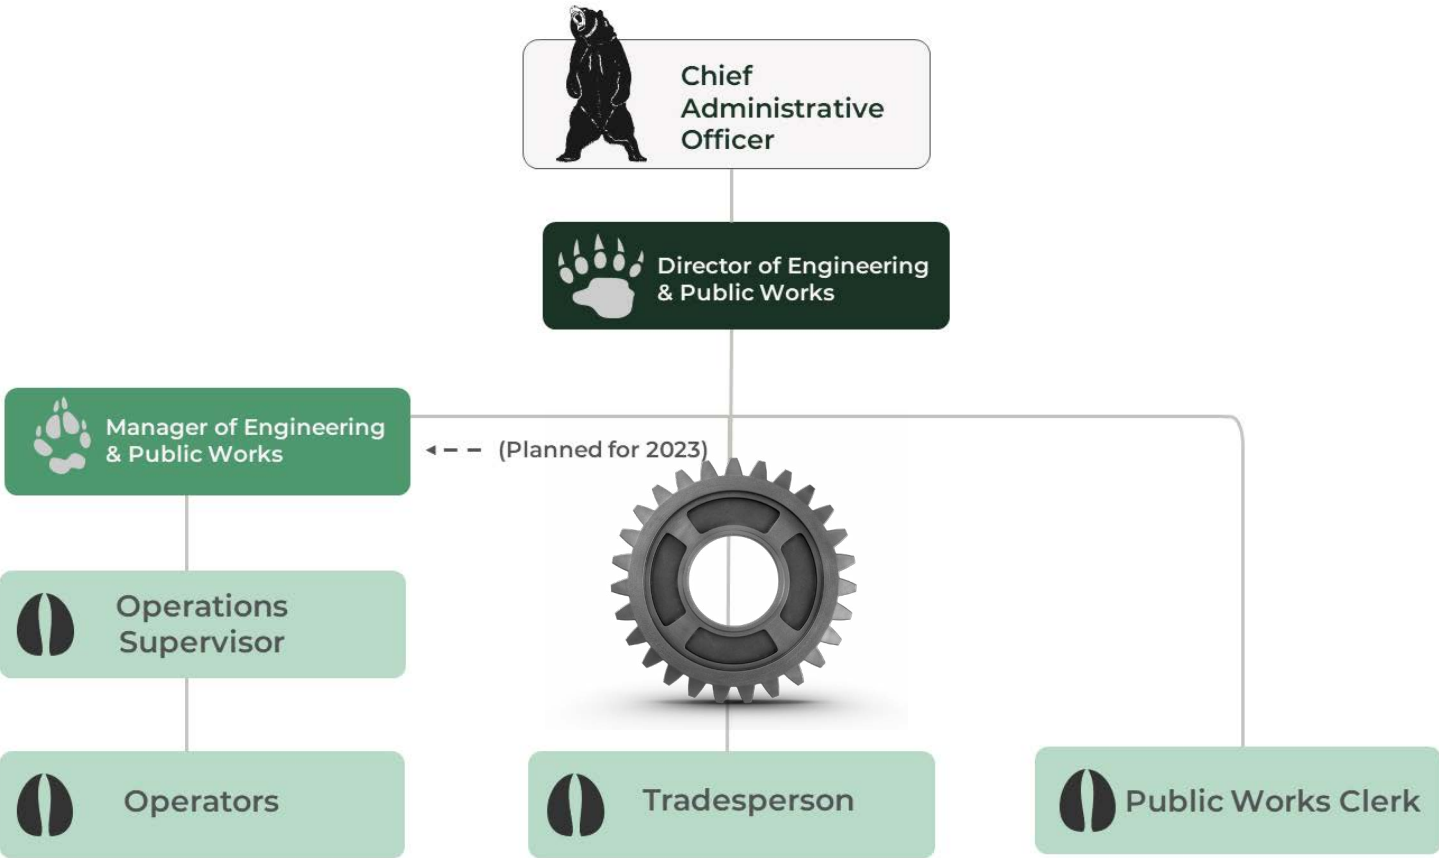 Chief
Administrative
Officer
Director of Engineering
& Public Works
Manager of Engineering
& Public Works
(Planned for 2023)
Operations
Supervisor
Operators
Tradesperson
Public Works Clerk